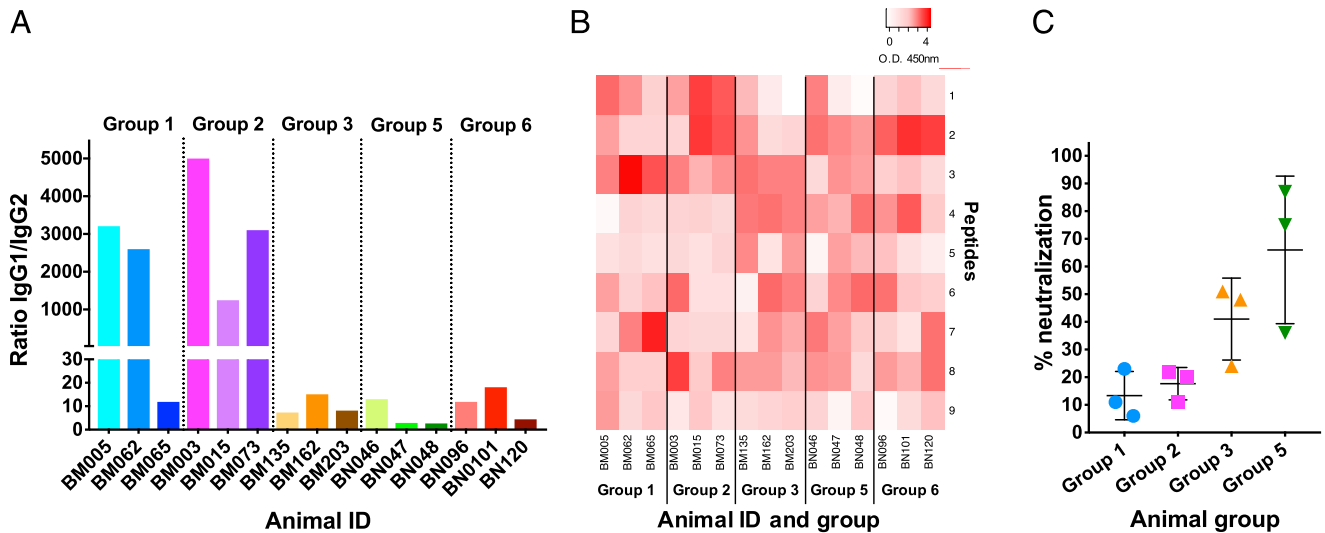 A
Group 1 Group 2 Group 3 Group 5 Group 6
Ratio IgG1/IgG2
5000
4000
3000
2000
1000
30
20
10
0
BM005 BM062 BM065 BM003 BM015 BM073 BM135 BM162 BM203 BN046 BN047 BN048 BN096 BN0101 BN120
Animal ID
B
0 4
O.D. 450nm
1
2
3
4
5
6
7
8
9
Peptides
BM005 BM062 BM065 BM003 BM015 BM073 BM135 BM162 BM203 BN046 BN047 BN048 BN096 BN101 BN120
Group 1 Group 2 Group 3 Group 5 Group 6
Animal ID and group
C
% neutralization
100
90
80
70
60
50
40
30
20
10
0
Group 1 Group 2 Group 3 Group 5
Animal group